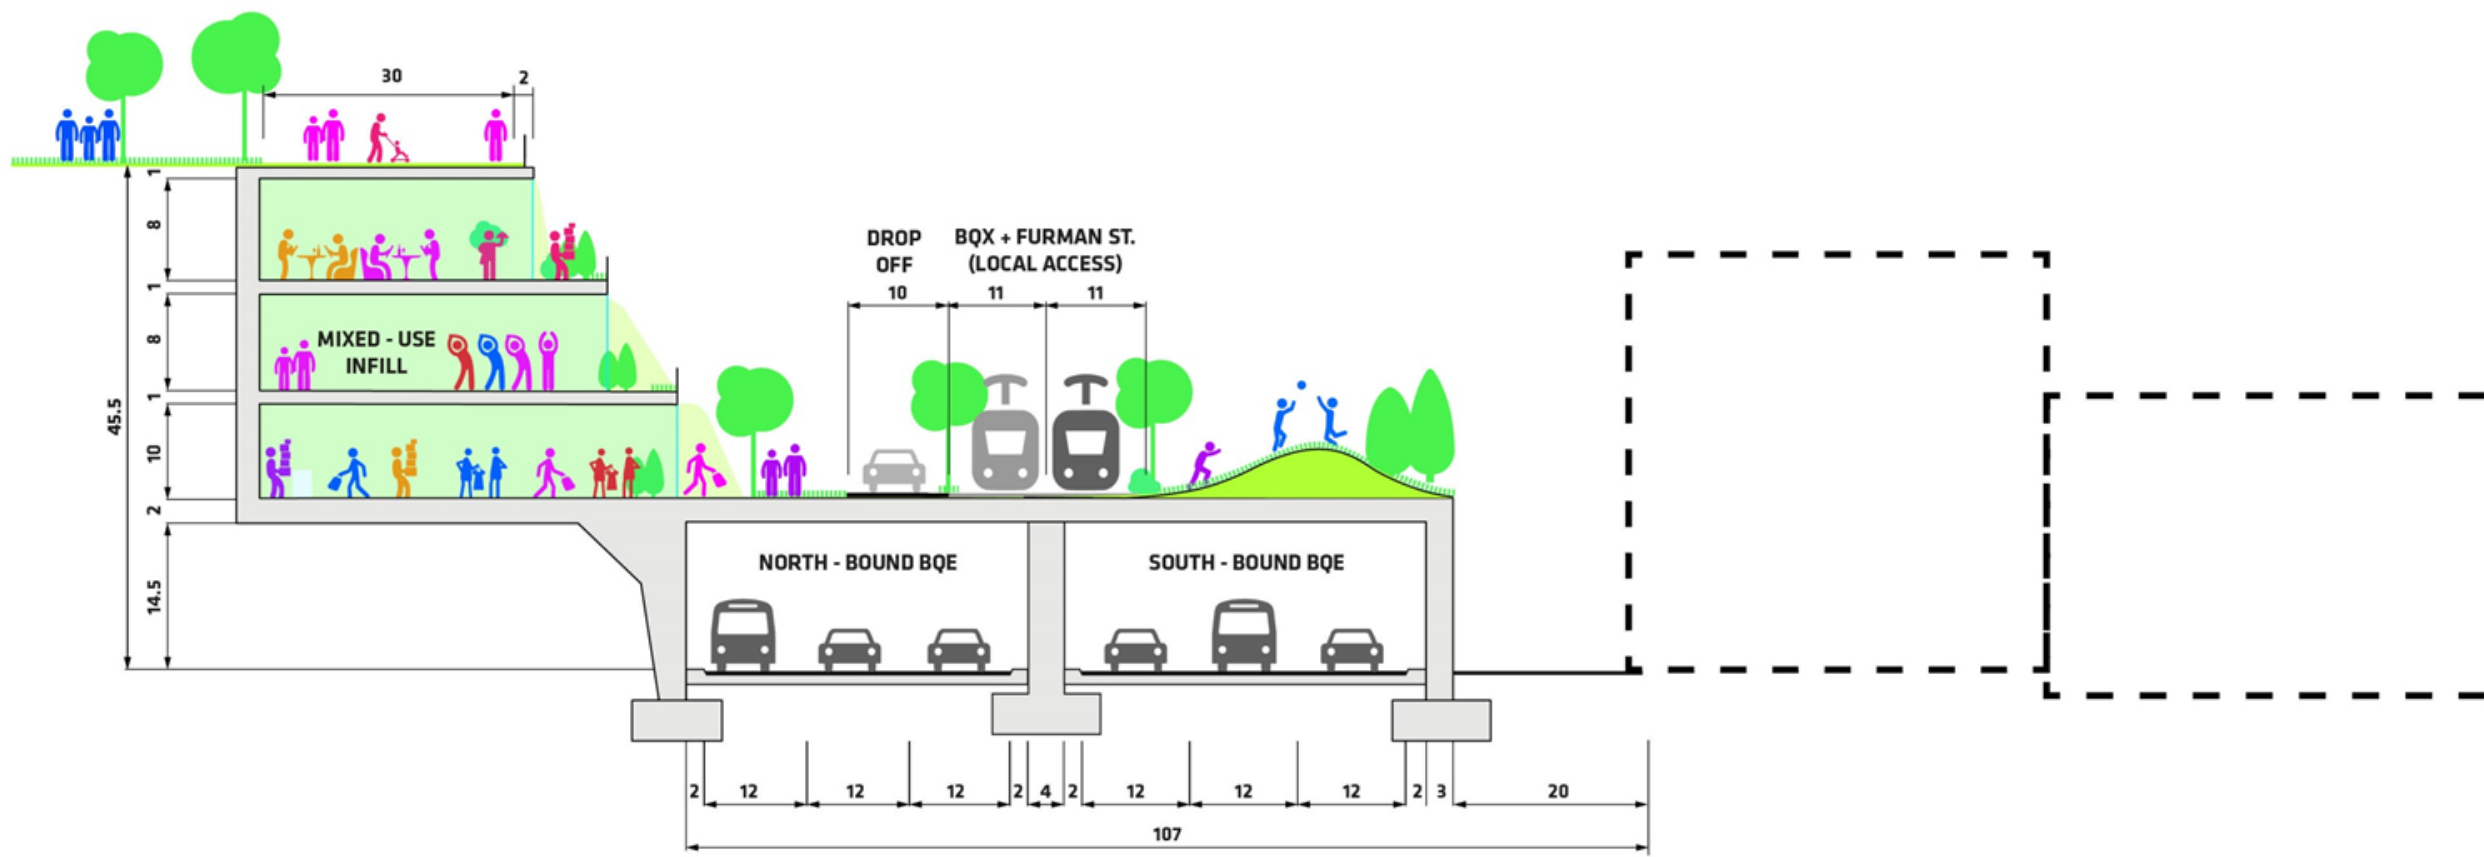 30
2
1
8
1
8
1
10
2
14.5
45.5
MIXED - USE
INFILL
DROP
OFF
10
BQX + FURMAN ST.
(LOCAL ACCESS)
11
11
NORTH - BOUND BQE
SOUTH - BOUND BQE
2 12 12 12 2 4 2 12 12 12 2 3 20
107